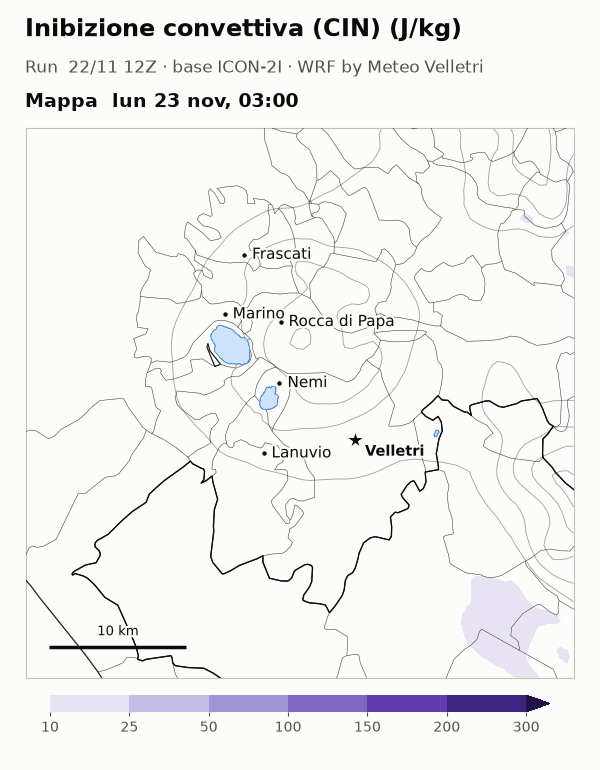 Inibizione convettiva (CIN) (J/kg)
Run  22/11 12Z · base ICON-2I · WRF by Meteo Velletri
Mappa  lun 23 nov, 03:00
Frascati
Marino
Rocca di Papa
Nemi
Velletri
Lanuvio
10 km
10 25 50 100 150 200 300